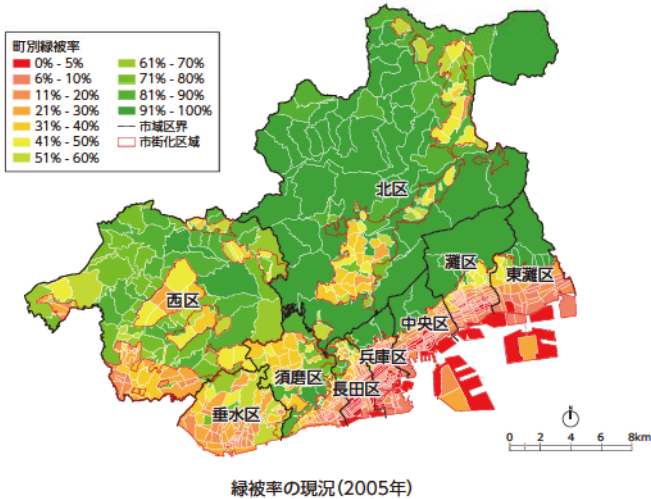 町別緑被率
0% - 5%
6% - 10%
11% - 20%
21% - 30%
31% - 40%
41% - 50%
51% - 60%
61% - 70%
71% - 80%
81% - 90%
91% - 100%
市域区界
市街化区域
北区
灘区
東灘区
西区
中央区
兵庫区
須磨区
長田区
垂水区
0 2 4 6 8km
緑被率の現況(2005年)